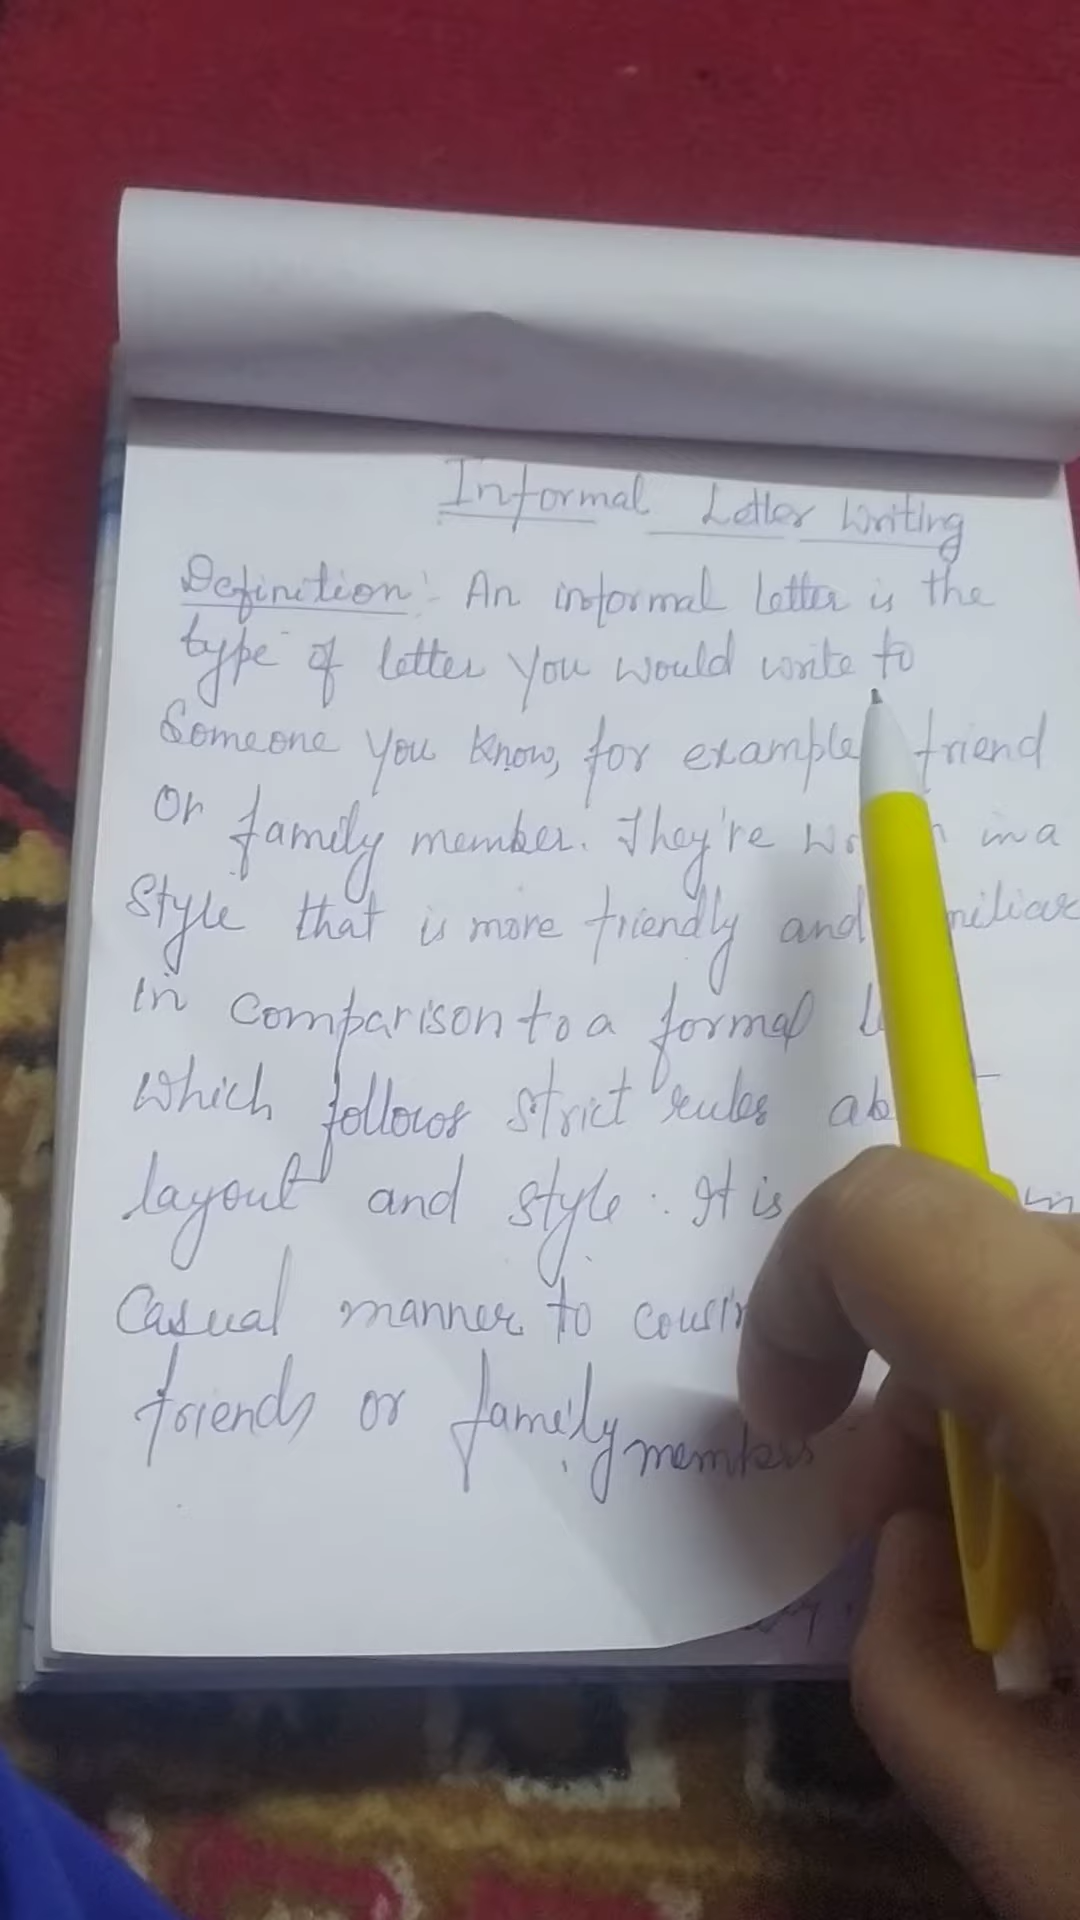 Informal Letter Writing
Definition: An informal letter is the
type of letter you would write to
Someone you know, for example friend
or family member. They're in a
Style that is more friendly and
in comparison to a formal
which follows strict rules
layout and style. It is in
Casual manner to
friends or family members